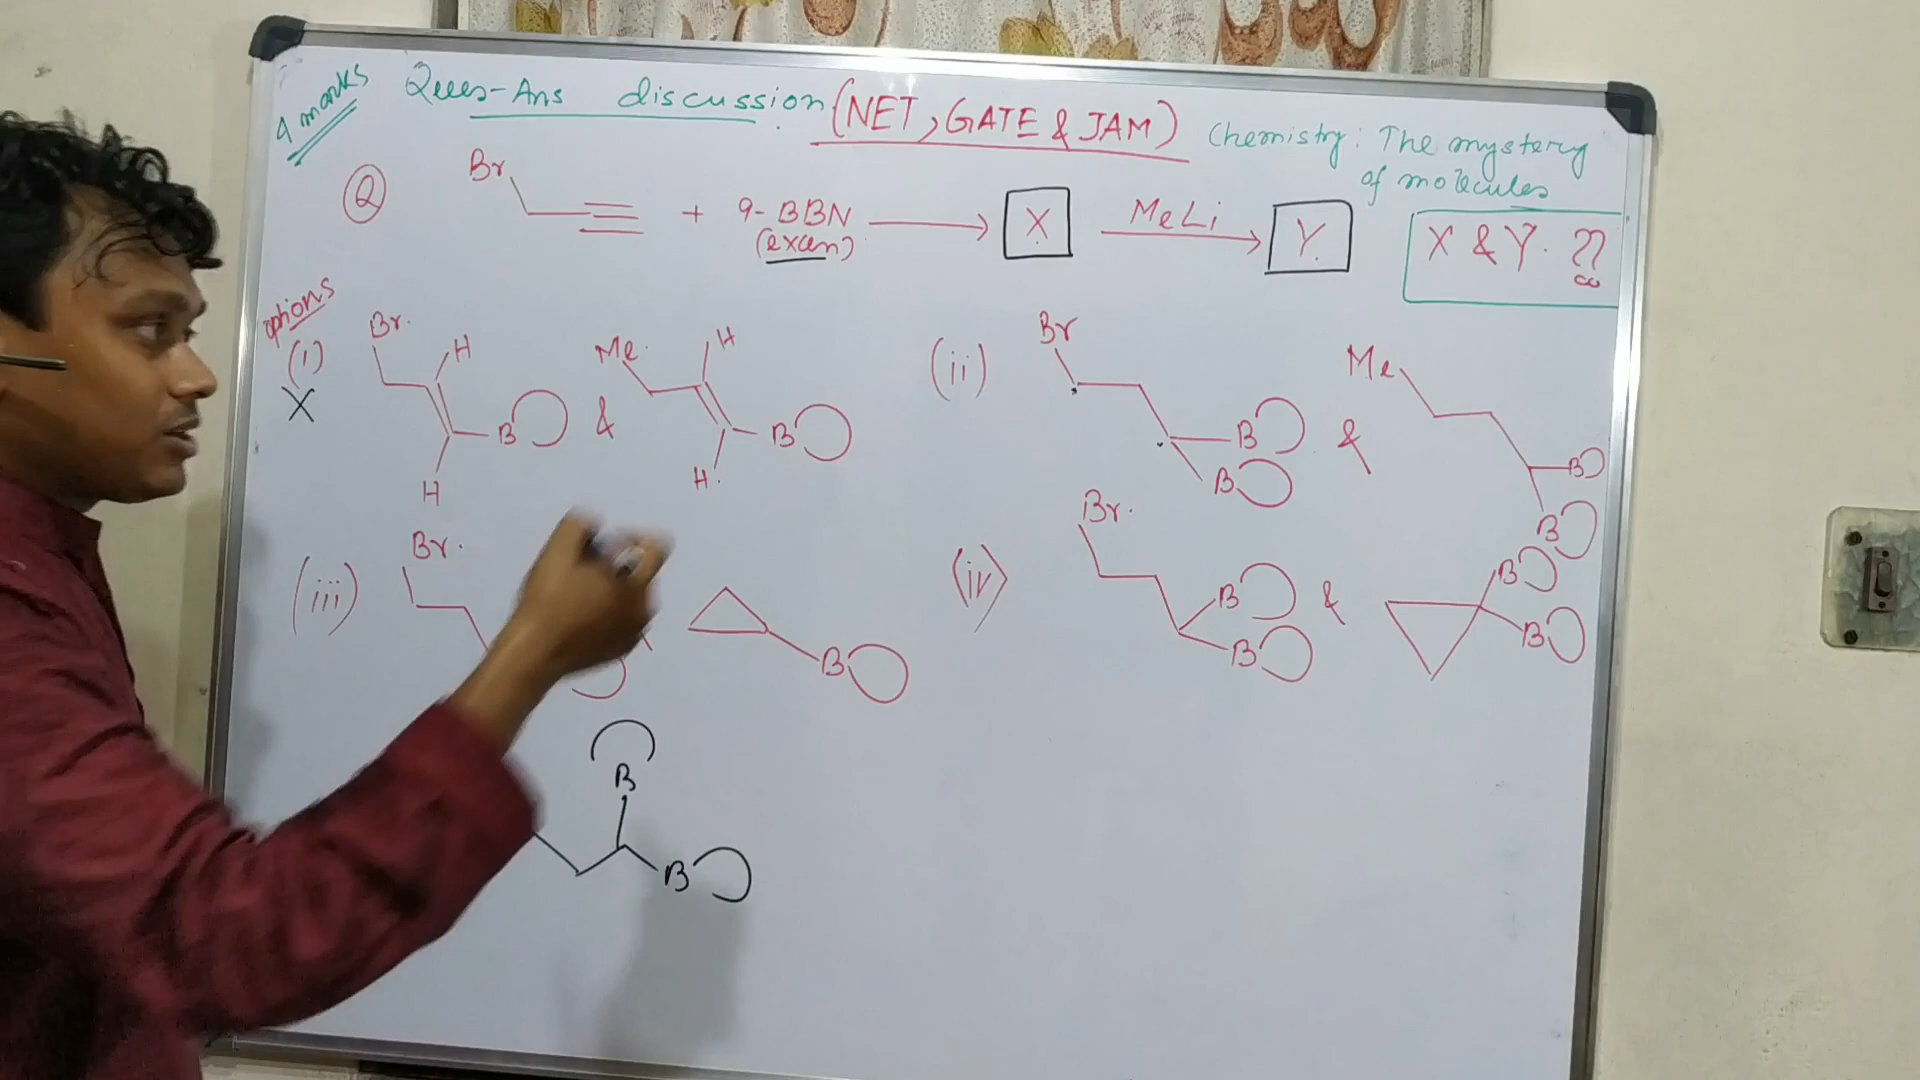 4 marks
Ques-Ans discussion (NET, GATE & JAM) Chemistry: The mystery
of molecules
Q
Br
+ 9-BBN
(excess)
X
MeLi
Y
X & Y. ??
options
(i)
X
Br.
H
B
H
&
Me.
H
B
H.
(ii)
Br
B
B
&
Me
B
B
(iii)
Br.
B
(iv)
Br.
B
B
&
B
B
B
B